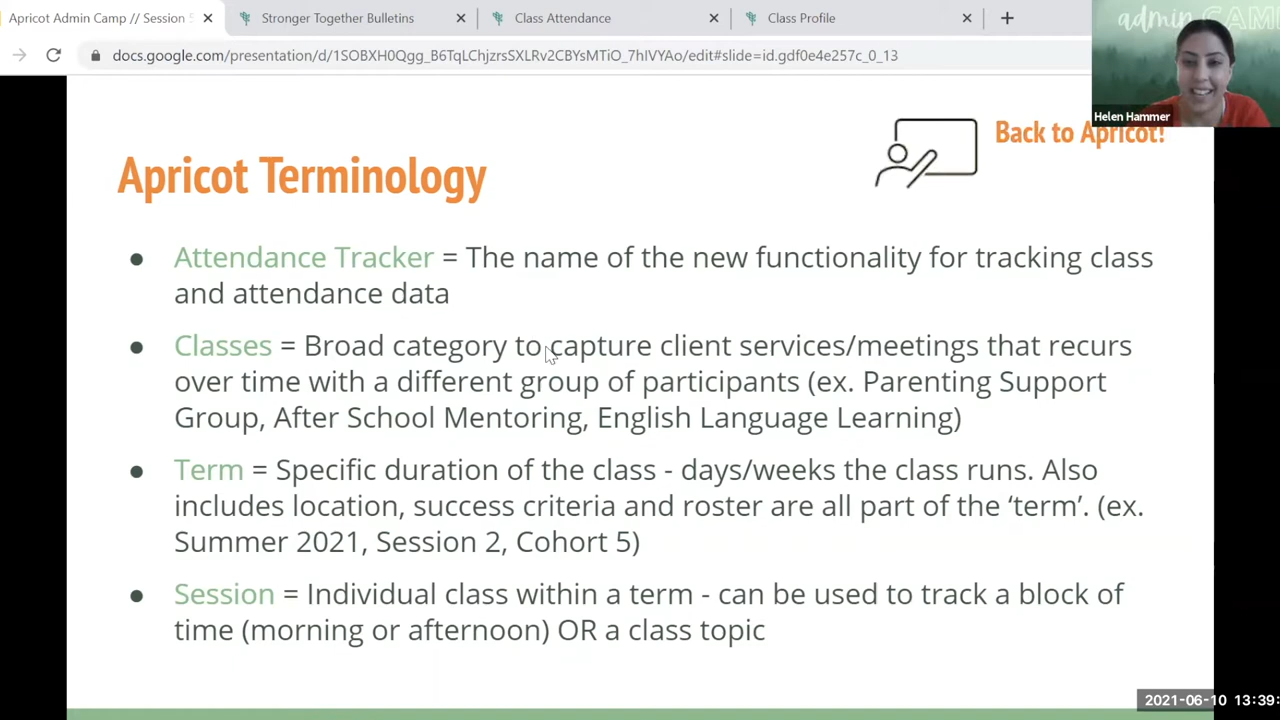 Apricot Admin Camp // Session 5
Stronger Together Bulletins
Class Attendance
Class Profile
docs.google.com/presentation/d/1SOBXH0Qgg_B6TqLChjzrsSXLRv2CBYsMTiO_7hIVYAo/edit#slide=id.gdf0e4e257c_0_13
admin CAM
Helen Hammer
Back to Apricot!
Apricot Terminology
● Attendance Tracker = The name of the new functionality for tracking class
and attendance data
● Classes = Broad category to capture client services/meetings that recurs
over time with a different group of participants (ex. Parenting Support
Group, After School Mentoring, English Language Learning)
● Term = Specific duration of the class - days/weeks the class runs. Also
includes location, success criteria and roster are all part of the ‘term’. (ex.
Summer 2021, Session 2, Cohort 5)
● Session = Individual class within a term - can be used to track a block of
time (morning or afternoon) OR a class topic
2021-06-10 13:39: